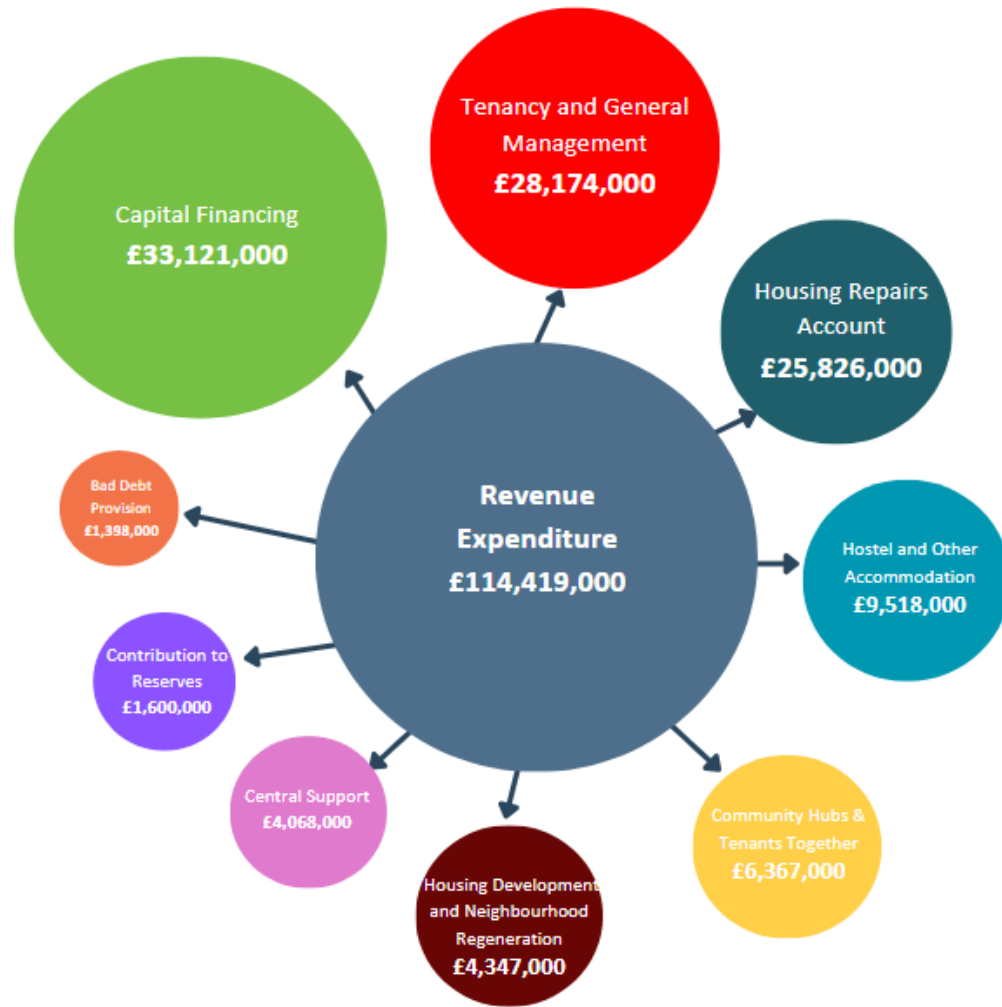 Tenancy and General
Management
£28,174,000
Capital Financing
£33,121,000
Housing Repairs
Account
£25,826,000
Revenue
Expenditure
£114,419,000
Bad Debt
Provision
£1,398,000
Hostel and Other
Accommodation
£9,518,000
Contribution to
Reserves
£1,600,000
Central Support
£4,068,000
Community Hubs &
Tenants Together
£6,367,000
Housing Development
and Neighbourhood
Regeneration
£4,347,000